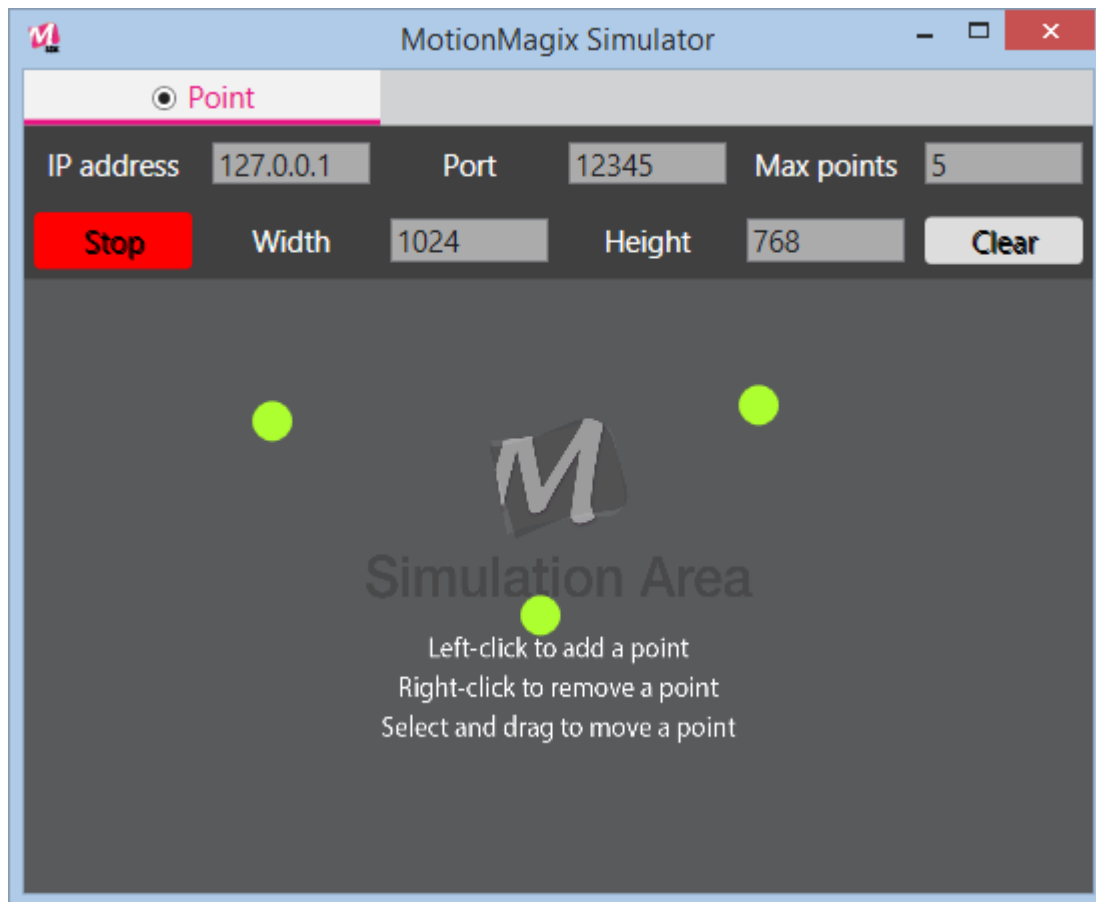 MotionMagix Simulator
Point
IP address 127.0.0.1 Port 12345 Max points 5
Stop Width 1024 Height 768 Clear
M
Simulation Area
Left-click to add a point
Right-click to remove a point
Select and drag to move a point